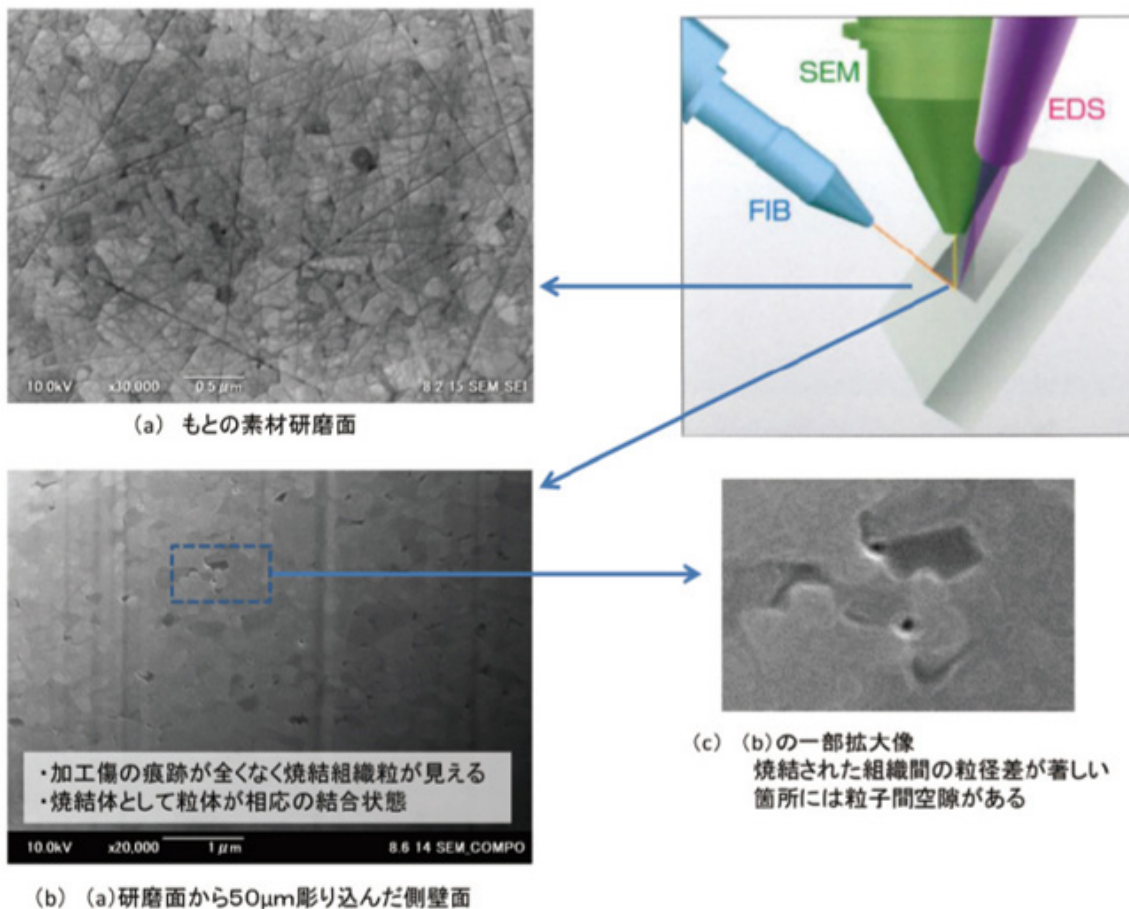 SEM
EDS
FIB
10.0kV ×30,000 0.5μm 8.2 15 SEM_SEI
(a) もとの素材研磨面
・加工傷の痕跡が全くなく焼結組織粒が見える
・焼結体として粒体が相応の結合状態
10.0kV ×20,000 1μm 8.6 14 SEM_COMPO
(b) (a)研磨面から50μm彫り込んだ側壁面
(c) (b)の一部拡大像
焼結された組織間の粒径差が著しい
箇所には粒子間空隙がある